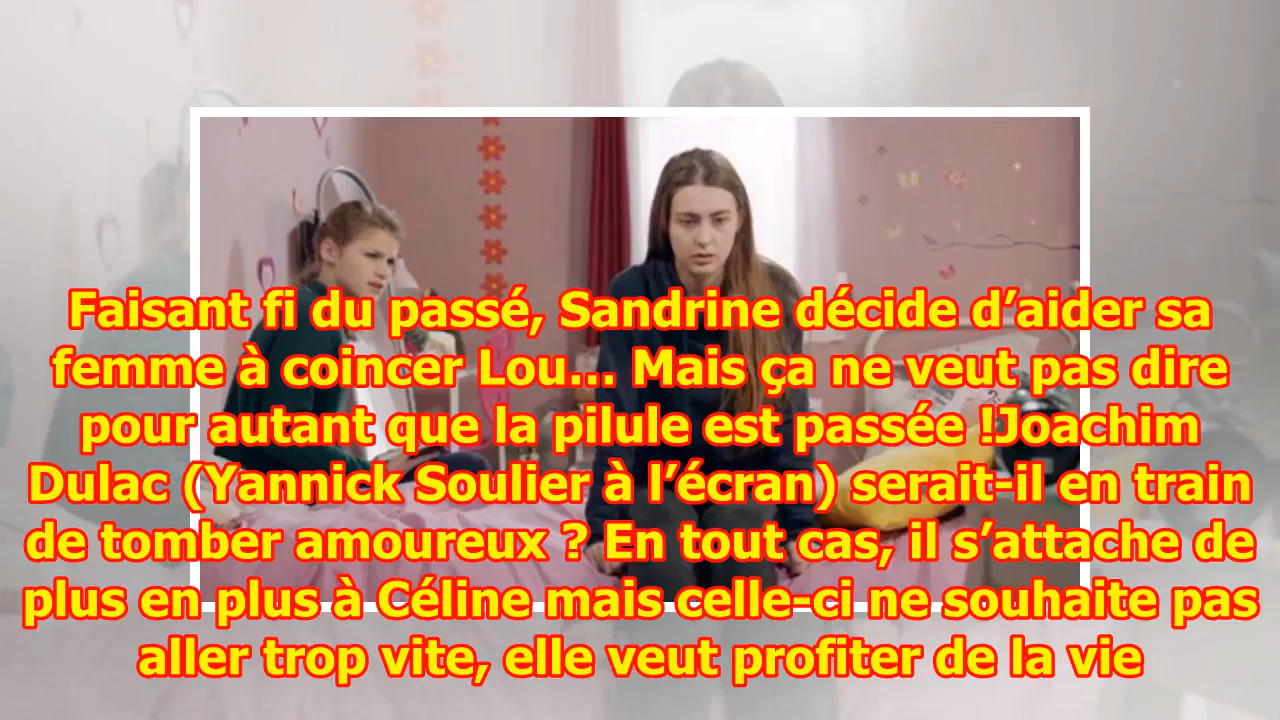 Faisant fi du passé, Sandrine décide d’aider sa
femme à coincer Lou... Mais ça ne veut pas dire
pour autant que la pilule est passée !Joachim
Dulac (Yannick Soulier à l’écran) serait-il en train
de tomber amoureux ? En tout cas, il s’attache de
plus en plus à Céline mais celle-ci ne souhaite pas
aller trop vite, elle veut profiter de la vie